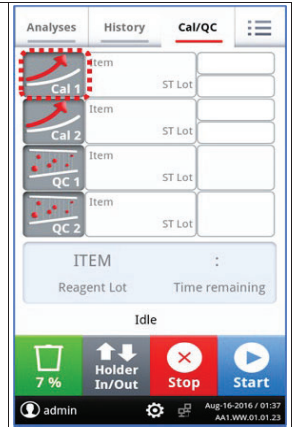 Analyses History Cal/QC
Item
Cal 1 ST Lot
Item
Cal 2 ST Lot
Item
QC 1 ST Lot
Item
QC 2 ST Lot
ITEM :
Reagent Lot Time remaining
Idle
7 % Holder In/Out Stop Start
admin Aug-16-2016 / 01:37
AA1.WW.01.01.23